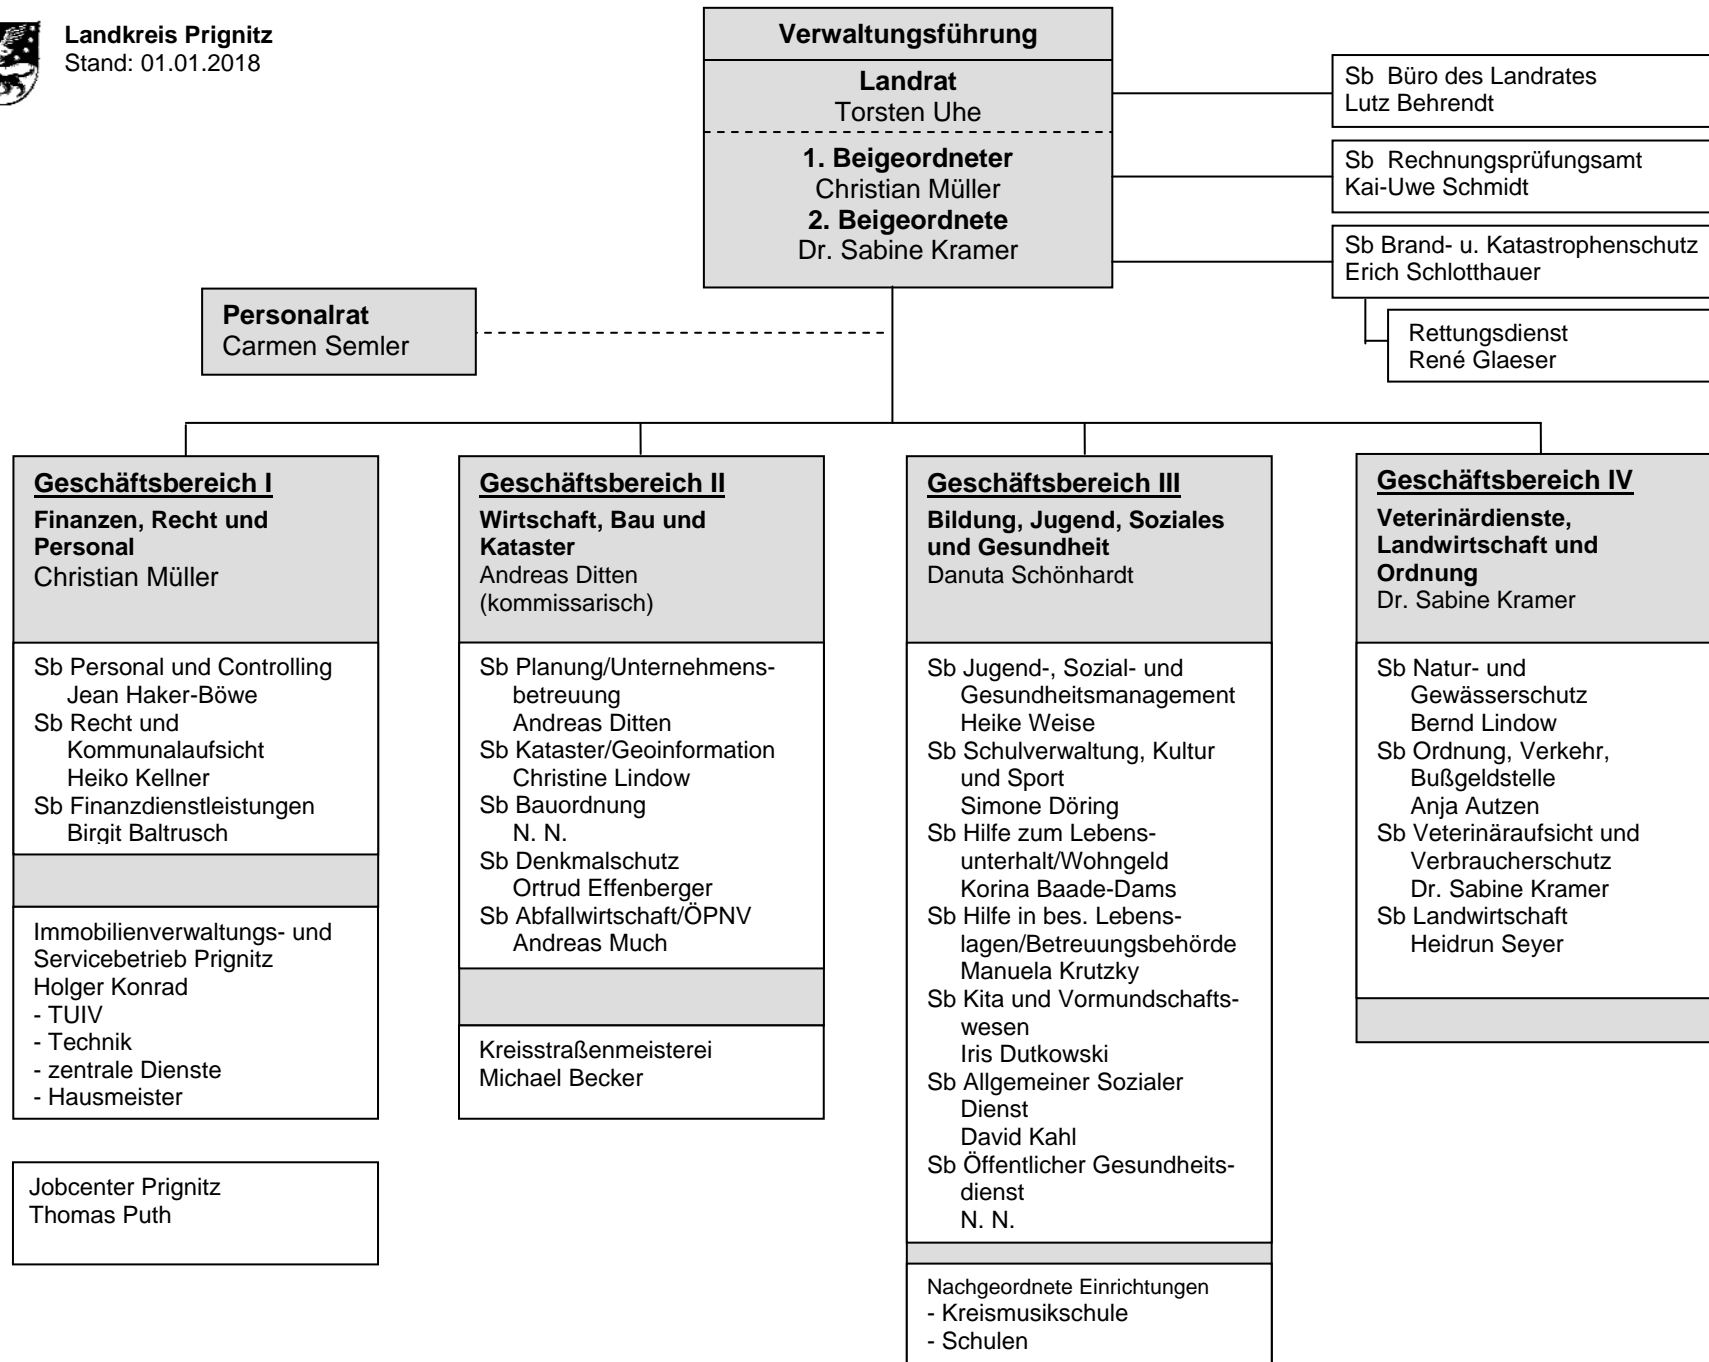 Landkreis Prignitz
Stand: 01.01.2018
Verwaltungsführung
Landrat
Torsten Uhe
1. Beigeordneter
Christian Müller
2. Beigeordnete
Dr. Sabine Kramer
Sb  Büro des Landrates
Lutz Behrendt
Sb  Rechnungsprüfungsamt
Kai-Uwe Schmidt
Sb Brand- u. Katastrophenschutz
Erich Schlotthauer
Rettungsdienst
René Glaeser
Personalrat
Carmen Semler
Geschäftsbereich I
Finanzen, Recht und
Personal
Christian Müller
Sb Personal und Controlling
Jean Haker-Böwe
Sb Recht und
Kommunalaufsicht
Heiko Kellner
Sb Finanzdienstleistungen
Birgit Baltrusch
Immobilienverwaltungs- und
Servicebetrieb Prignitz
Holger Konrad
- TUIV
- Technik
- zentrale Dienste
- Hausmeister
Jobcenter Prignitz
Thomas Puth
Geschäftsbereich II
Wirtschaft, Bau und
Kataster
Andreas Ditten
(kommissarisch)
Sb Planung/Unternehmens-
betreuung
Andreas Ditten
Sb Kataster/Geoinformation
Christine Lindow
Sb Bauordnung
N. N.
Sb Denkmalschutz
Ortrud Effenberger
Sb Abfallwirtschaft/ÖPNV
Andreas Much
Kreisstraßenmeisterei
Michael Becker
Geschäftsbereich III
Bildung, Jugend, Soziales
und Gesundheit
Danuta Schönhardt
Sb Jugend-, Sozial- und
Gesundheitsmanagement
Heike Weise
Sb Schulverwaltung, Kultur
und Sport
Simone Döring
Sb Hilfe zum Lebens-
unterhalt/Wohngeld
Korina Baade-Dams
Sb Hilfe in bes. Lebens-
lagen/Betreuungsbehörde
Manuela Krutzky
Sb Kita und Vormundschafts-
wesen
Iris Dutkowski
Sb Allgemeiner Sozialer
Dienst
David Kahl
Sb Öffentlicher Gesundheits-
dienst
N. N.
Nachgeordnete Einrichtungen
- Kreismusikschule
- Schulen
Geschäftsbereich IV
Veterinärdienste,
Landwirtschaft und
Ordnung
Dr. Sabine Kramer
Sb Natur- und
Gewässerschutz
Bernd Lindow
Sb Ordnung, Verkehr,
Bußgeldstelle
Anja Autzen
Sb Veterinäraufsicht und
Verbraucherschutz
Dr. Sabine Kramer
Sb Landwirtschaft
Heidrun Seyer